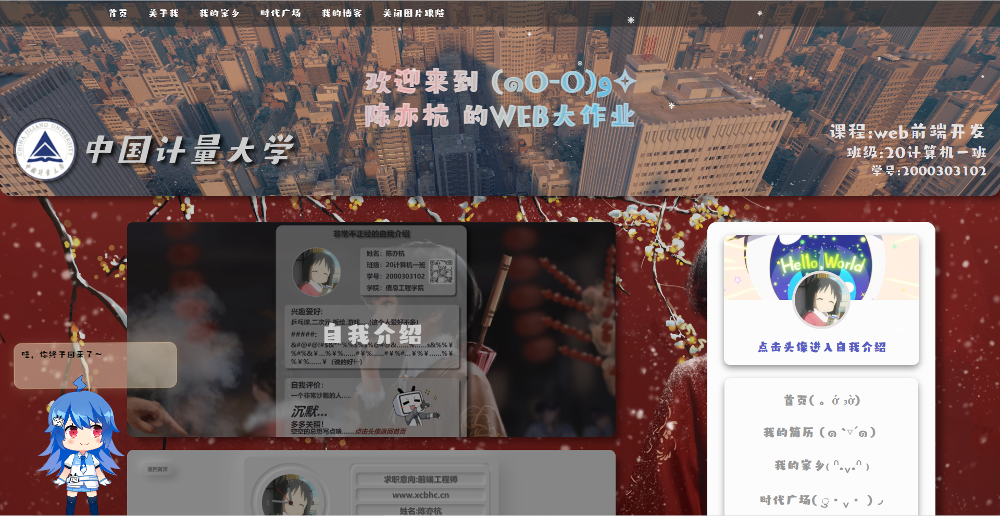 首页 关于我 我的家乡 时代广场 我的博客 关闭图片跟随
欢迎来到 (๑O-O)و✧
陈亦杭 的WEB大作业
CHINA JILIANG UNIVERSITY
中国计量大学
中国计量大学
课程:web前端开发
班级:20计算机一班
学号:2000303102
非常不正经的自我介绍
姓名：陈亦杭
班级：20计算机一班
学号：2000303102
学院：信息工程学院
兴趣爱好:
乒乓球,二次元,板绘,游戏.....(这个人爱好不多)
#####:
自我介绍
%¥%......¥（说的好！）
自我评价:
一个非常沙雕的人.....
沉默...
多多关照!
空空的总想写点啥.......点击头像返回首页
哇，你终于回来了～
返回首页
求职意向:前端工程师
www.xcbhc.cn
姓名:陈亦杭
Hello,World
点击头像进入自我介绍
首页
我的简历
我的家乡
时代广场